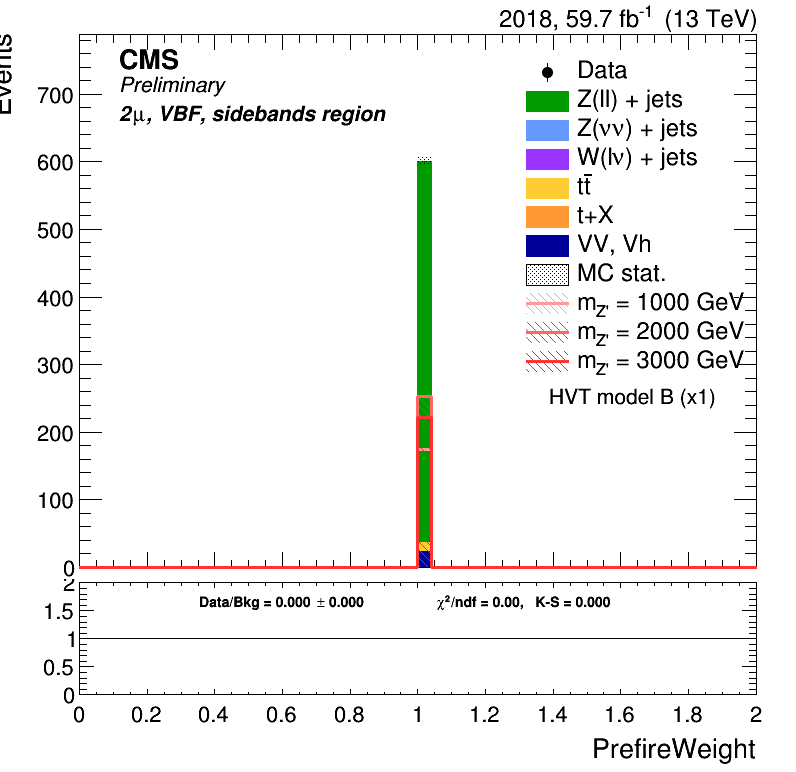 2018, 59.7 fb⁻¹ (13 TeV)
Events
CMS
Preliminary
2μ, VBF, sidebands region
Data
Z(ll) + jets
Z(νν) + jets
W(lν) + jets
tt̄
t+X
VV, Vh
MC stat.
m_Z' = 1000 GeV
m_Z' = 2000 GeV
m_Z' = 3000 GeV
HVT model B (x1)
700
600
500
400
300
200
100
0
2
1.5
1
0.5
0
Data/Bkg = 0.000 ± 0.000 χ²/ndf = 0.00, K-S = 0.000
0 0.2 0.4 0.6 0.8 1 1.2 1.4 1.6 1.8 2
PrefireWeight